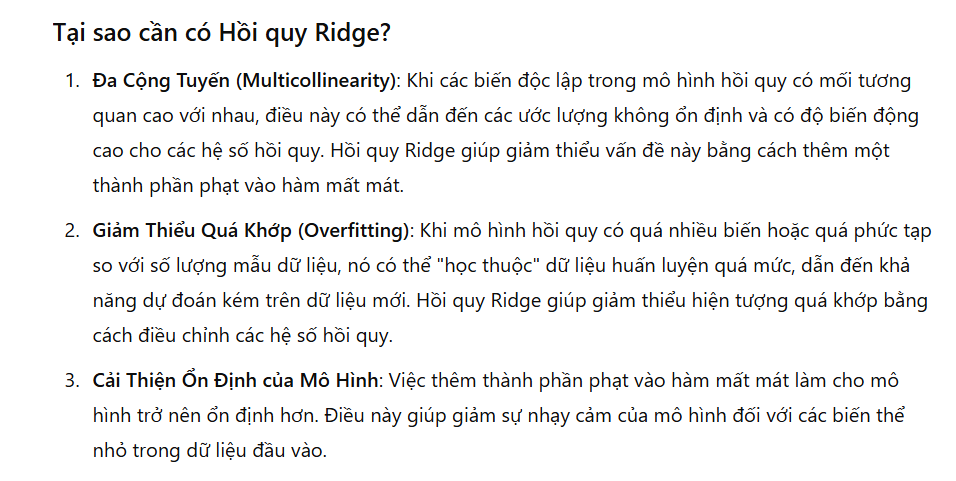 Tại sao cần có Hồi quy Ridge?
1. Đa Cộng Tuyến (Multicollinearity): Khi các biến độc lập trong mô hình hồi quy có mối tương
quan cao với nhau, điều này có thể dẫn đến các ước lượng không ổn định và có độ biến động
cao cho các hệ số hồi quy. Hồi quy Ridge giúp giảm thiểu vấn đề này bằng cách thêm một
thành phần phạt vào hàm mất mát.
2. Giảm Thiểu Quá Khớp (Overfitting): Khi mô hình hồi quy có quá nhiều biến hoặc quá phức tạp
so với số lượng mẫu dữ liệu, nó có thể "học thuộc" dữ liệu huấn luyện quá mức, dẫn đến khả
năng dự đoán kém trên dữ liệu mới. Hồi quy Ridge giúp giảm thiểu hiện tượng quá khớp bằng
cách điều chỉnh các hệ số hồi quy.
3. Cải Thiện Ổn Định của Mô Hình: Việc thêm thành phần phạt vào hàm mất mát làm cho mô
hình trở nên ổn định hơn. Điều này giúp giảm sự nhạy cảm của mô hình đối với các biến thể
nhỏ trong dữ liệu đầu vào.